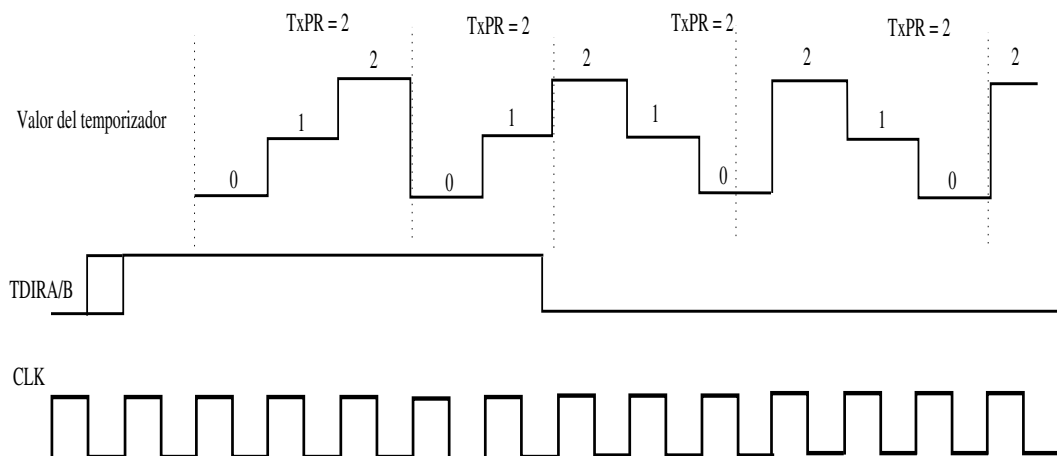 TxPR = 2 TxPR = 2 TxPR = 2 TxPR = 2
2 2 2 2
Valor del temporizador 1 1 1 1
0 0 0 0
TDIRA/B
CLK